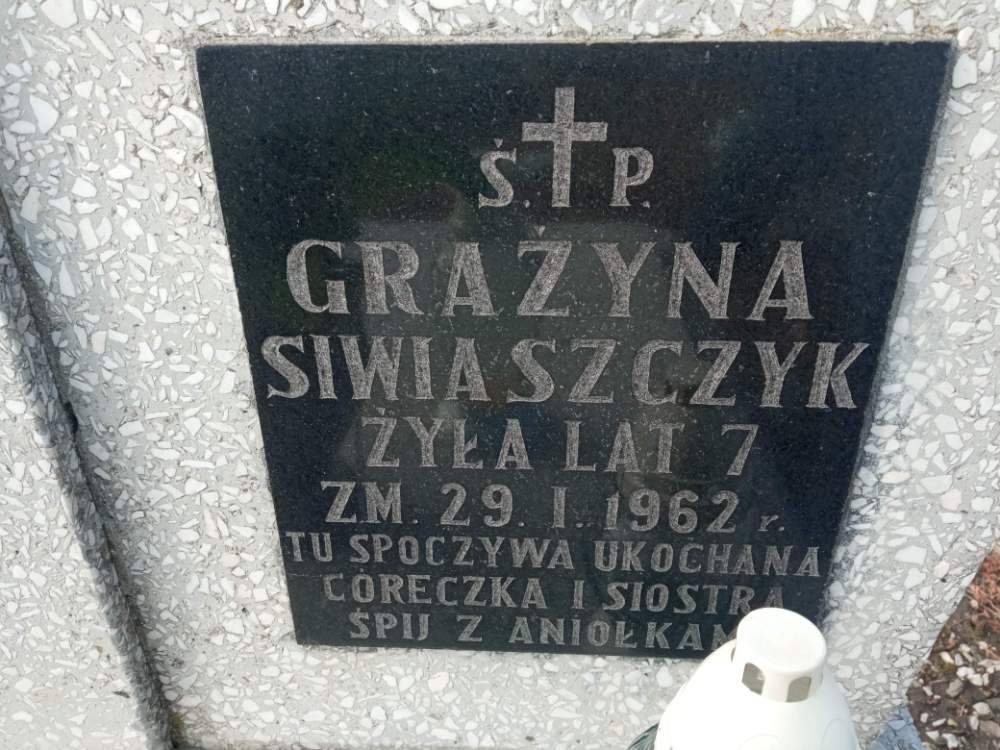 Ś. P.
GRAŻYNA
SIWIASZCZYK
ŻYŁA LAT 7
ZM. 29. I. 1962 r.
TU SPOCZYWA UKOCHANA
CÓRECZKA I SIOSTRA
ŚPIJ Z ANIOŁKAMI